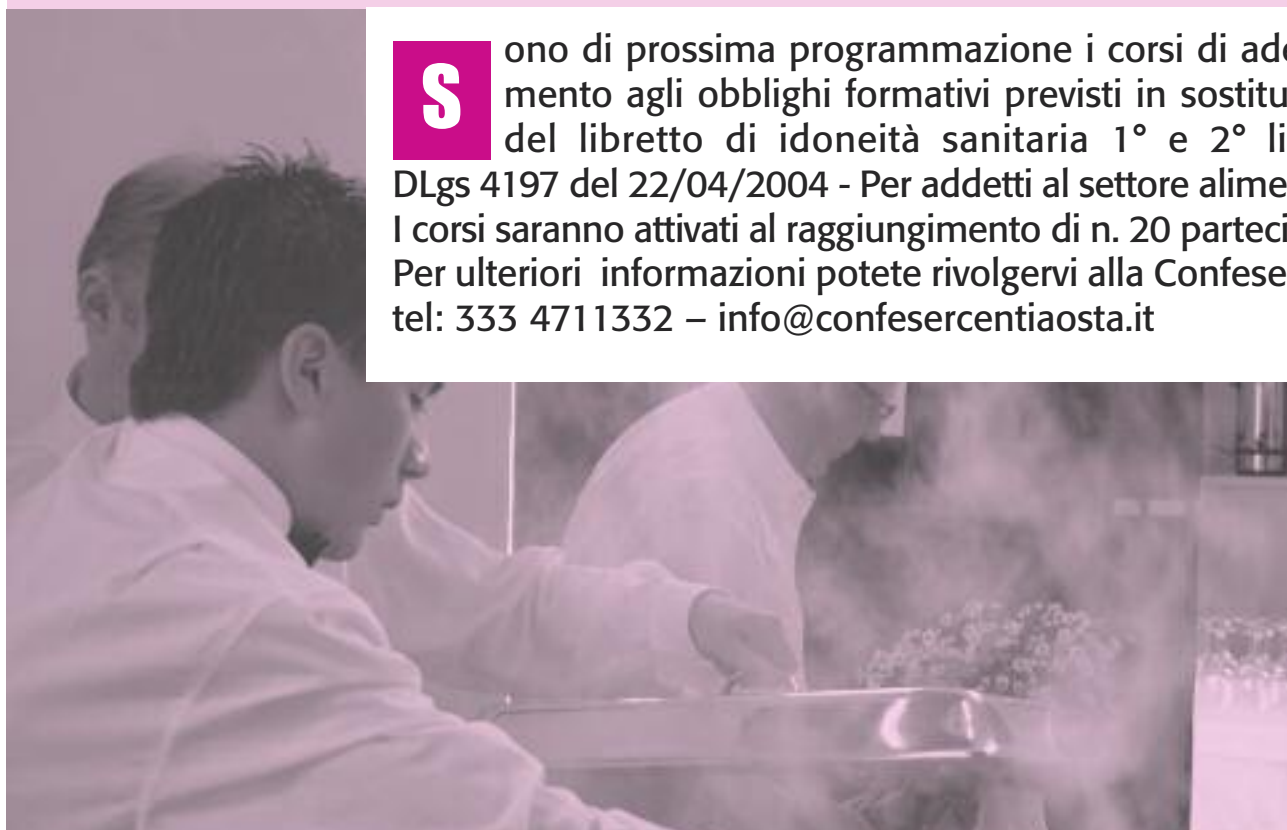 Sono di prossima programmazione i corsi di ade
mento agli obblighi formativi previsti in sostitu
del libretto di idoneità sanitaria 1° e 2° li
DLgs 4197 del 22/04/2004 - Per addetti al settore alime
I corsi saranno attivati al raggiungimento di n. 20 parteci
Per ulteriori informazioni potete rivolgervi alla Confese
tel: 333 4711332 – info@confesercentiaosta.it